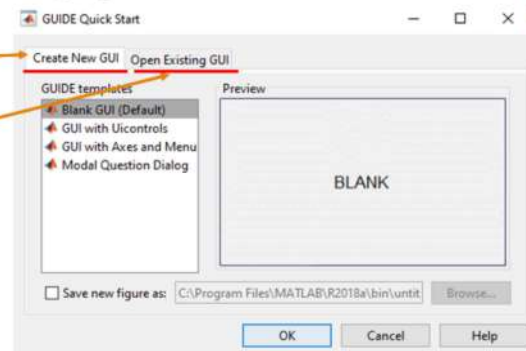 GUIDE Quick Start
Create New GUI Open Existing GUI
GUIDE templates
Blank GUI (Default)
GUI with Uicontrols
GUI with Axes and Menu
Modal Question Dialog
Preview
BLANK
Save new figure as: C:\Program Files\MATLAB\R2018a\bin\untit Browse...
OK Cancel Help